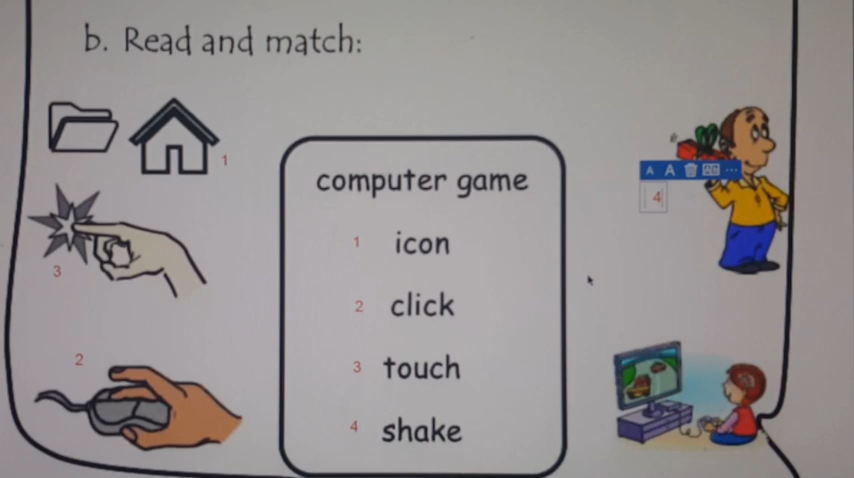 b. Read and match:
1
computer game
1 icon
2 click
3 touch
4 shake
3
2
A A
4